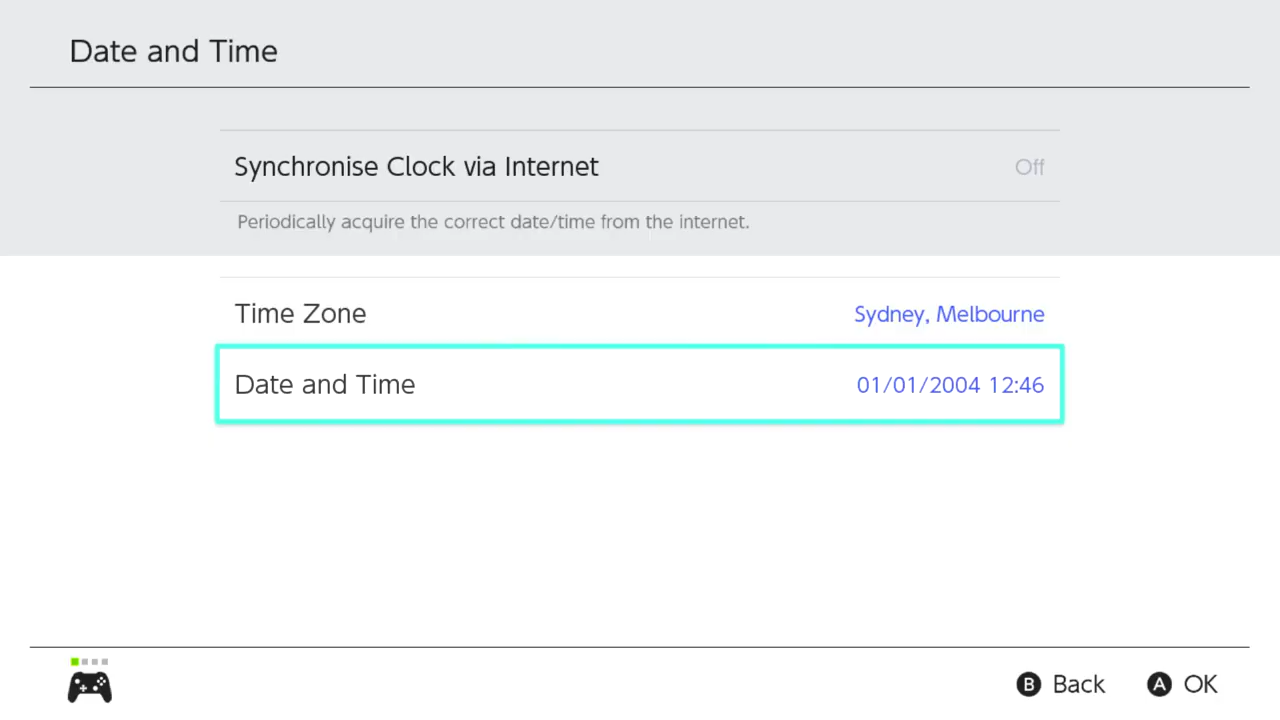 Date and Time
Synchronise Clock via Internet Off
Periodically acquire the correct date/time from the internet.
Time Zone Sydney, Melbourne
Date and Time 01/01/2004 12:46
B Back A OK